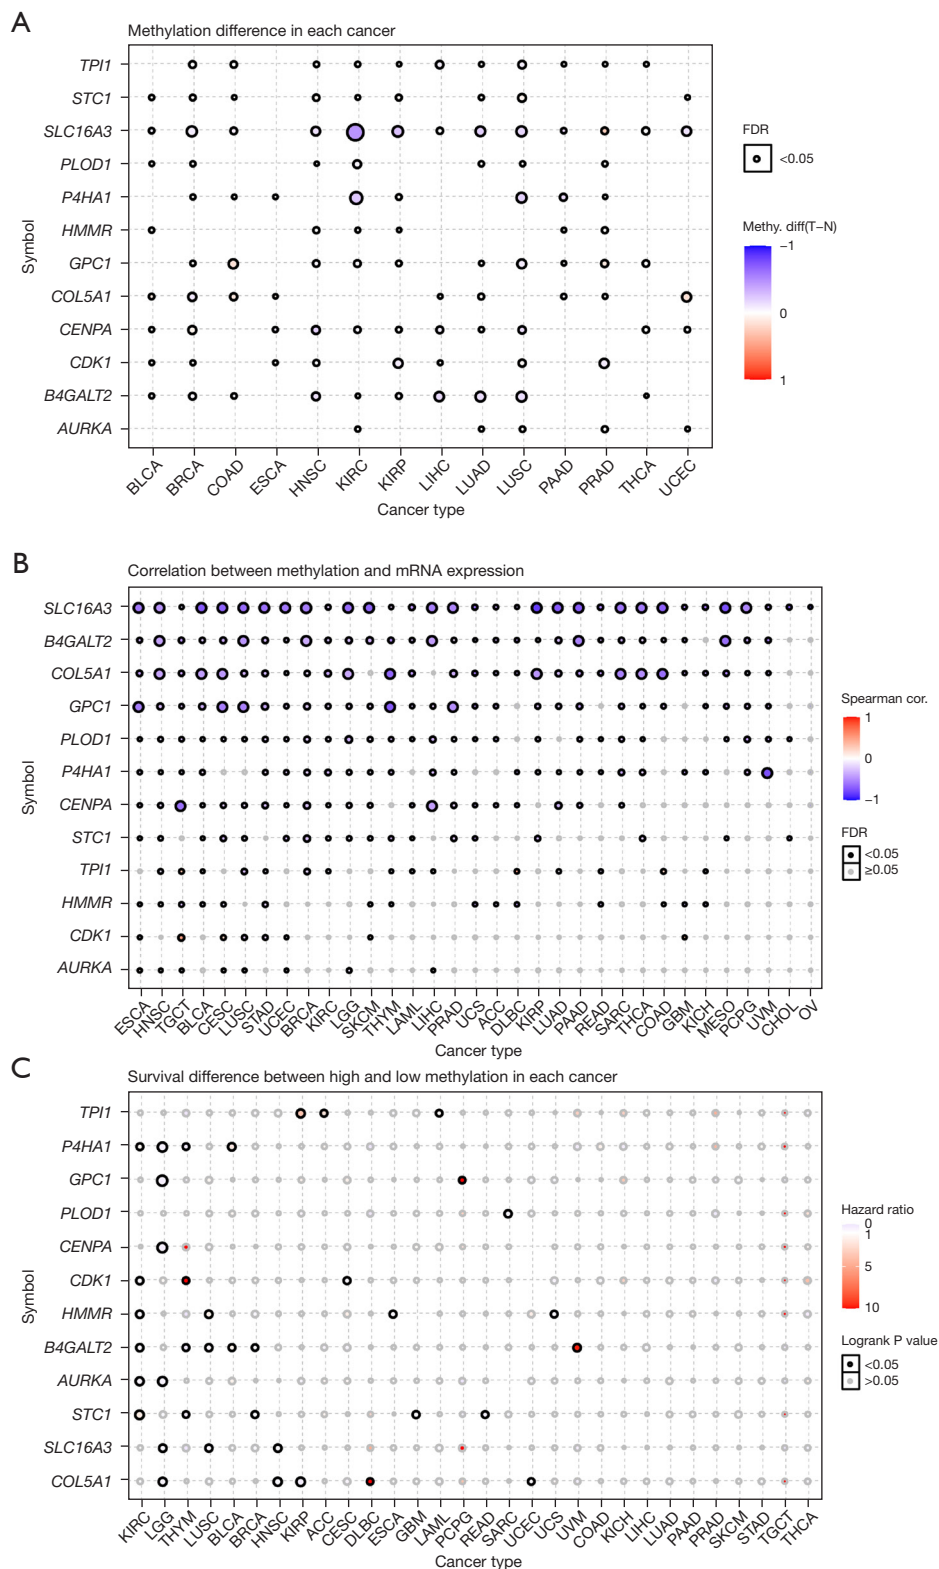 A
Methylation difference in each cancer
TPI1
STC1
SLC16A3
PLOD1
P4HA1
HMMR
GPC1
COL5A1
CENPA
CDK1
B4GALT2
AURKA
Symbol
BLCA BRCA COAD ESCA HNSC KIRC KIRP LIHC LUAD LUSC PAAD PRAD THCA UCEC
Cancer type
FDR
<0.05
Methy. diff(T−N)
−1
0
1
B
Correlation between methylation and mRNA expression
SLC16A3
B4GALT2
COL5A1
GPC1
PLOD1
P4HA1
CENPA
STC1
TPI1
HMMR
CDK1
AURKA
Symbol
ESCA HNSC TGCT BLCA CESC LUSC STAD UCEC BRCA KIRC LGG SKCM THYM LAML LIHC PRAD UCS ACC DLBC KIRP LUAD PAAD READ SARC THCA COAD GBM KICH MESO PCPG UVM CHOL OV
Cancer type
Spearman cor.
1
0
−1
FDR
<0.05
≥0.05
C
Survival difference between high and low methylation in each cancer
TPI1
P4HA1
GPC1
PLOD1
CENPA
CDK1
HMMR
B4GALT2
AURKA
STC1
SLC16A3
COL5A1
Symbol
KIRC LGG THYM LUSC BLCA BRCA HNSC KIRP ACC CESC DLBC ESCA GBM LAML PCPG READ SARC UCEC UCS UVM COAD KICH LIHC LUAD PAAD PRAD SKCM STAD TGCT THCA
Cancer type
Hazard ratio
0
1
5
10
Logrank P value
<0.05
>0.05